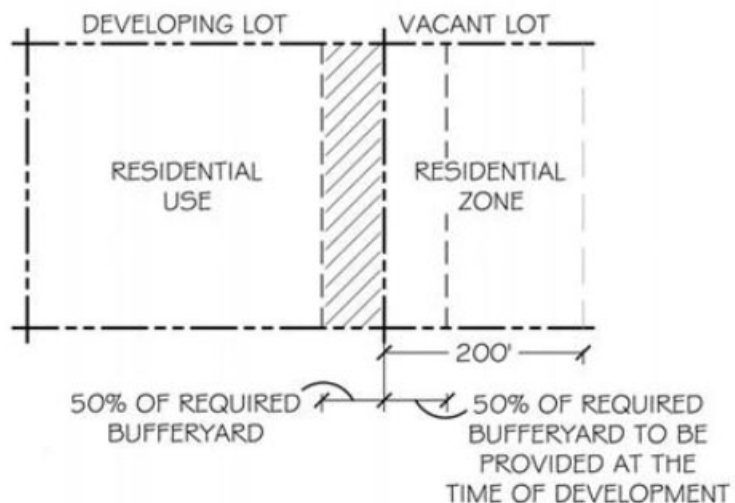 DEVELOPING LOT
VACANT LOT
RESIDENTIAL
USE
RESIDENTIAL
ZONE
200'
50% OF REQUIRED
BUFFERYARD
50% OF REQUIRED
BUFFERYARD TO BE
PROVIDED AT THE
TIME OF DEVELOPMENT